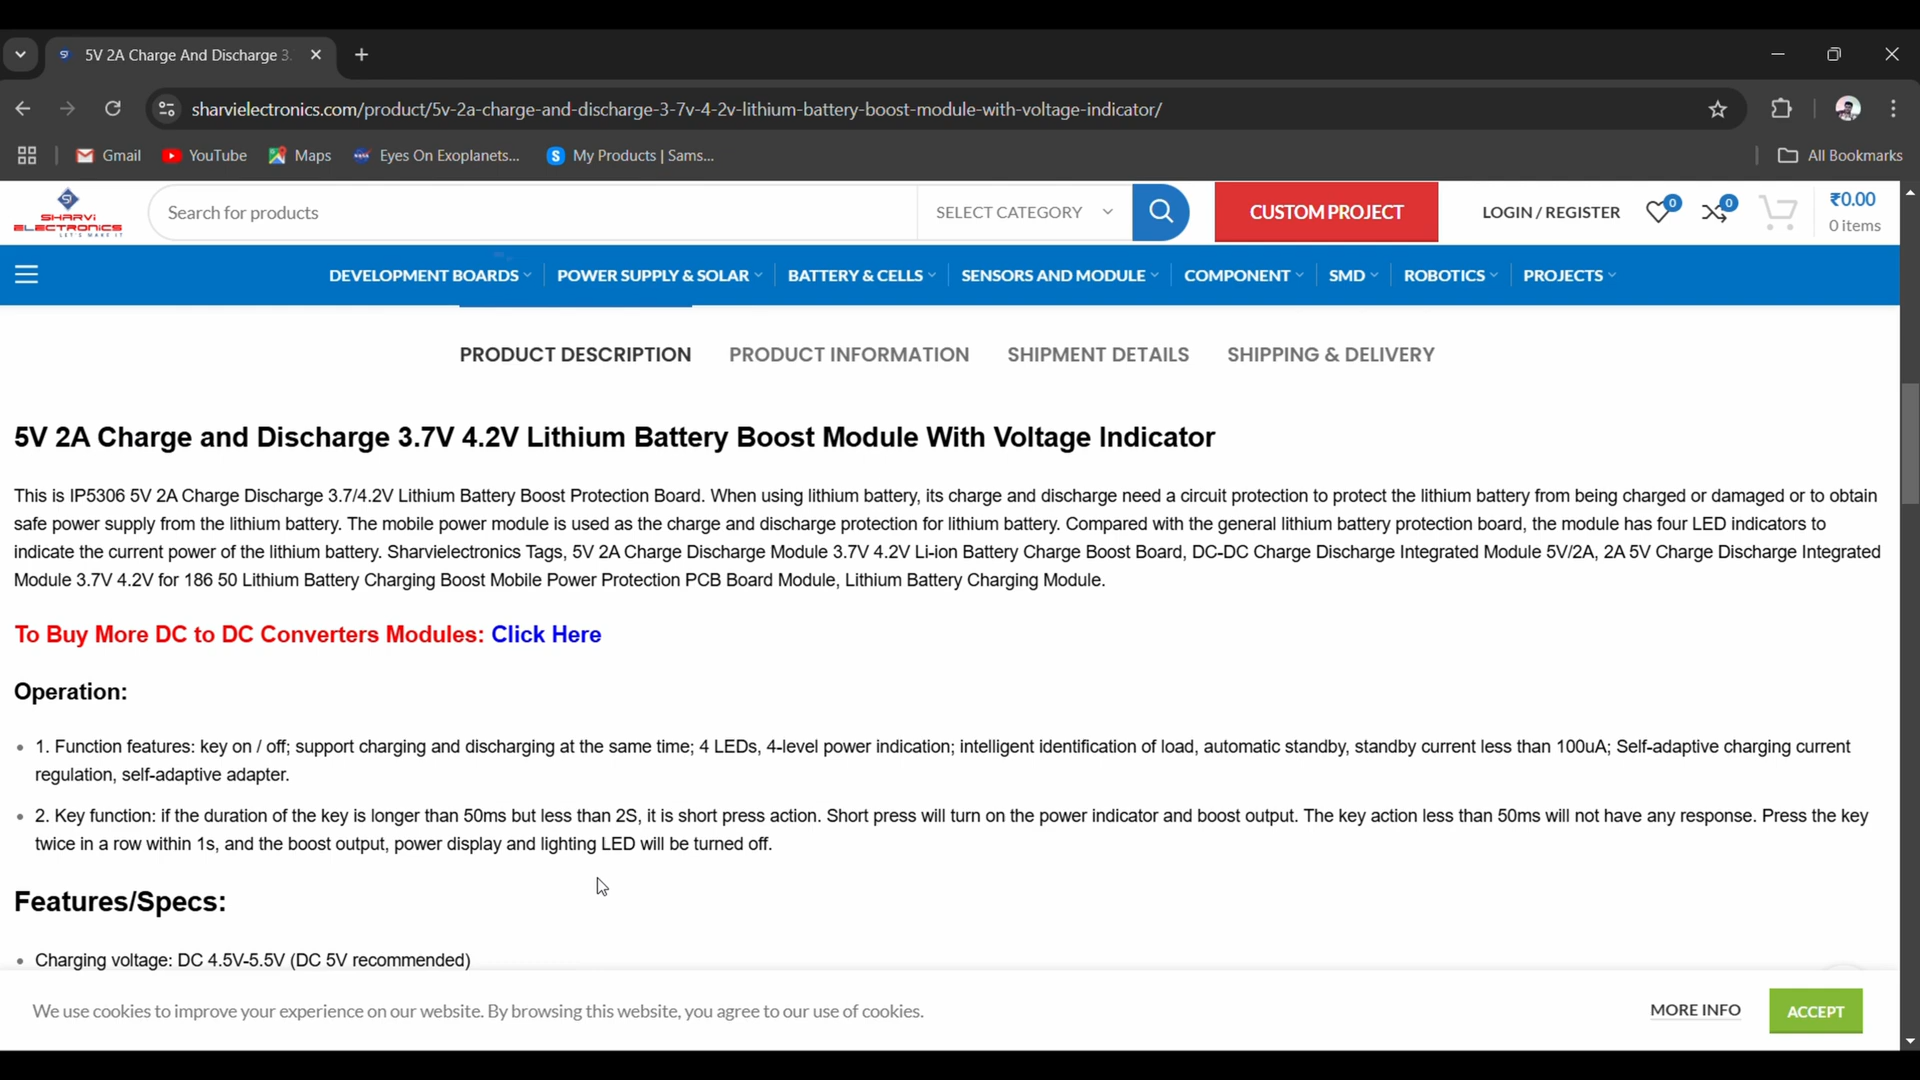 5V 2A Charge And Discharge 3.
sharvielectronics.com/product/5v-2a-charge-and-discharge-3-7v-4-2v-lithium-battery-boost-module-with-voltage-indicator/
Gmail YouTube Maps Eyes On Exoplanets... My Products | Sams... All Bookmarks
SHARVI ELECTRONICS
LET'S MAKE IT
Search for products SELECT CATEGORY CUSTOM PROJECT LOGIN / REGISTER 0 0 ₹0.00
0 items
DEVELOPMENT BOARDS POWER SUPPLY & SOLAR BATTERY & CELLS SENSORS AND MODULE COMPONENT SMD ROBOTICS PROJECTS
PRODUCT DESCRIPTION PRODUCT INFORMATION SHIPMENT DETAILS SHIPPING & DELIVERY
5V 2A Charge and Discharge 3.7V 4.2V Lithium Battery Boost Module With Voltage Indicator
This is IP5306 5V 2A Charge Discharge 3.7/4.2V Lithium Battery Boost Protection Board. When using lithium battery, its charge and discharge need a circuit protection to protect the lithium battery from being charged or damaged or to obtain
safe power supply from the lithium battery. The mobile power module is used as the charge and discharge protection for lithium battery. Compared with the general lithium battery protection board, the module has four LED indicators to
indicate the current power of the lithium battery. Sharvielectronics Tags, 5V 2A Charge Discharge Module 3.7V 4.2V Li-ion Battery Charge Boost Board, DC-DC Charge Discharge Integrated Module 5V/2A, 2A 5V Charge Discharge Integrated
Module 3.7V 4.2V for 186 50 Lithium Battery Charging Boost Mobile Power Protection PCB Board Module, Lithium Battery Charging Module.
To Buy More DC to DC Converters Modules: Click Here
Operation:
• 1. Function features: key on / off; support charging and discharging at the same time; 4 LEDs, 4-level power indication; intelligent identification of load, automatic standby, standby current less than 100uA; Self-adaptive charging current
regulation, self-adaptive adapter.
• 2. Key function: if the duration of the key is longer than 50ms but less than 2S, it is short press action. Short press will turn on the power indicator and boost output. The key action less than 50ms will not have any response. Press the key
twice in a row within 1s, and the boost output, power display and lighting LED will be turned off.
Features/Specs:
• Charging voltage: DC 4.5V-5.5V (DC 5V recommended)
We use cookies to improve your experience on our website. By browsing this website, you agree to our use of cookies. MORE INFO ACCEPT